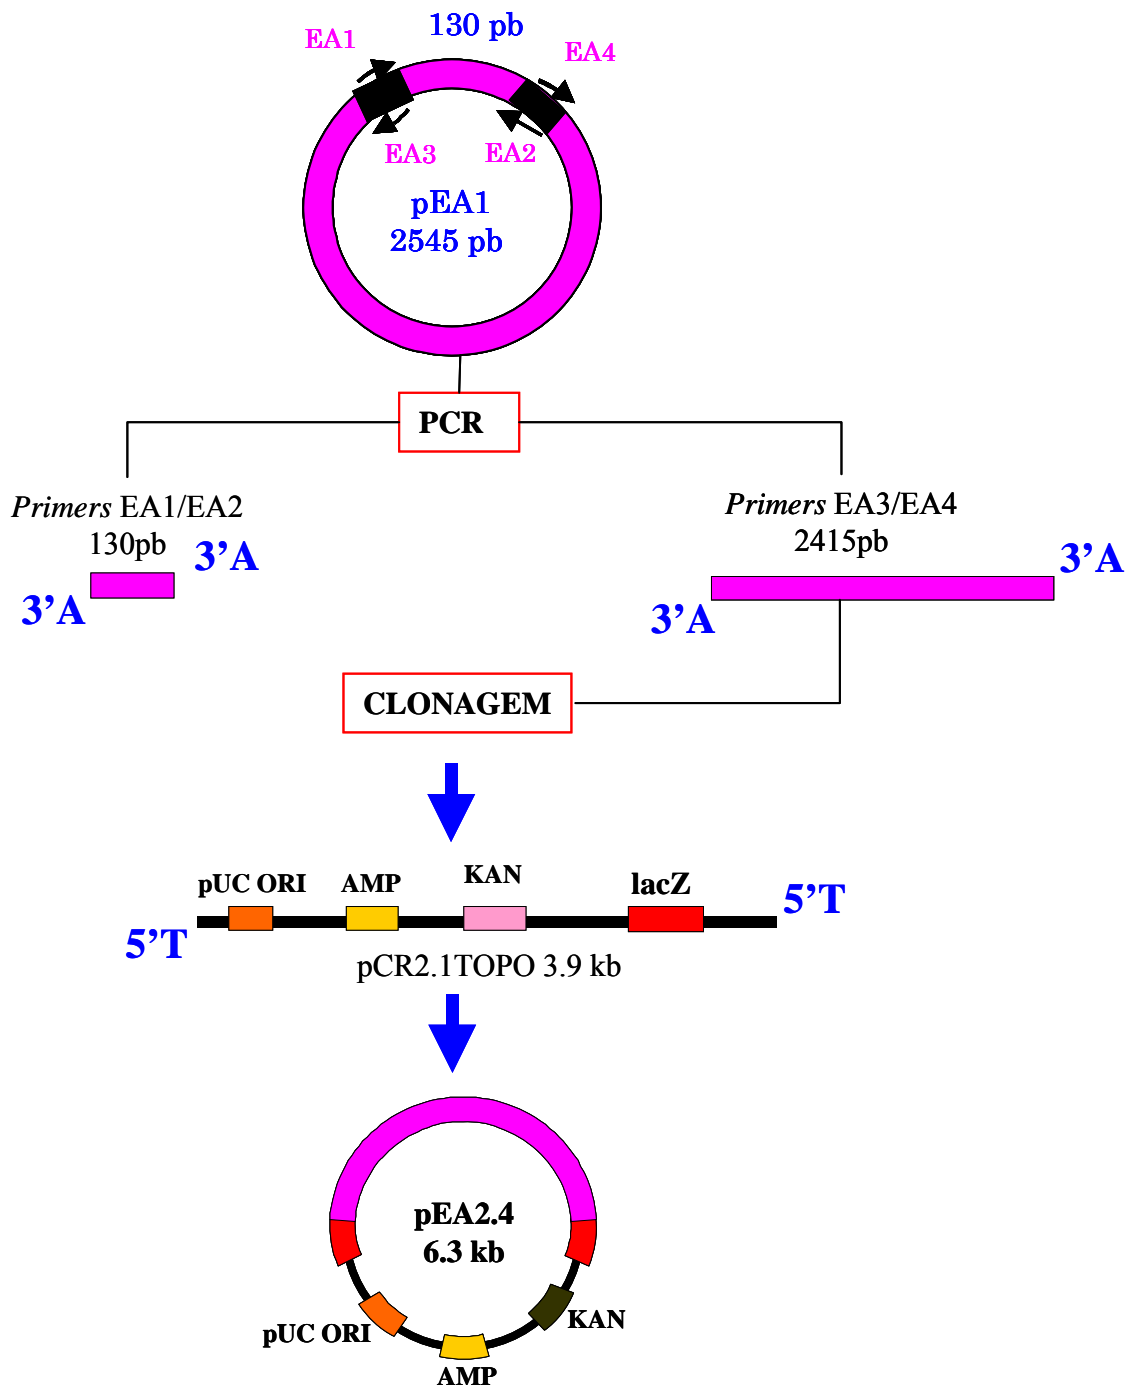 130 pb
EA1
EA4
EA3
EA2
pEA1
2545 pb
PCR
Primers EA1/EA2
130pb
3’A
3’A
Primers EA3/EA4
2415pb
3’A
3’A
CLONAGEM
pUC ORI
AMP
KAN
lacZ
5’T
5’T
pCR2.1TOPO 3.9 kb
pEA2.4
6.3 kb
pUC ORI
KAN
AMP